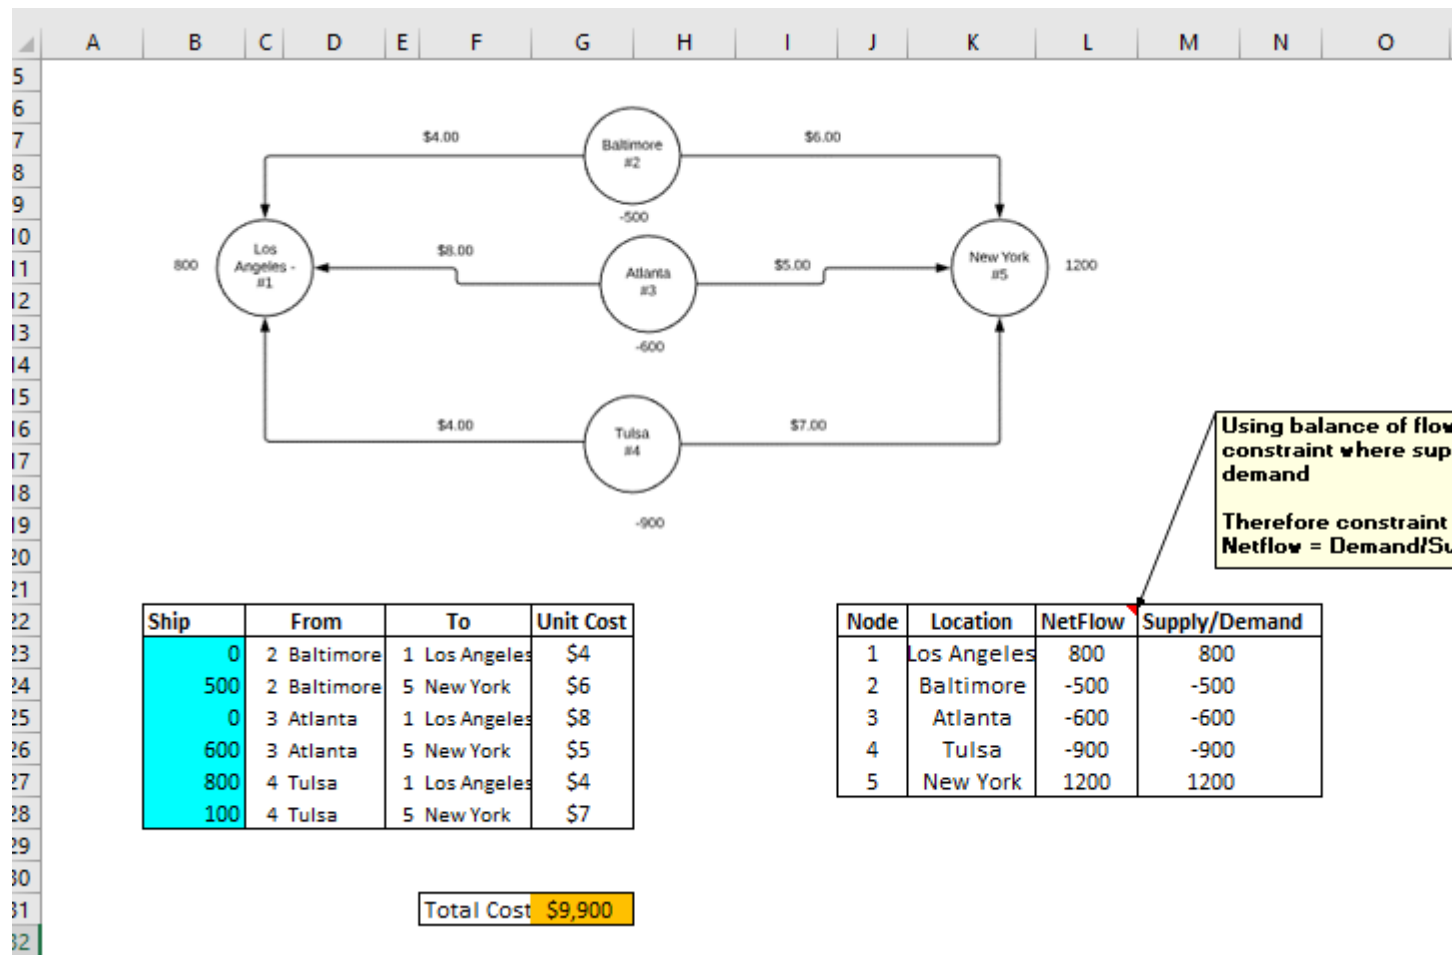 A B C D E F G H I J K L M N O
5
6
7
8
9
10
11
12
13
14
15
16
17
18
19
20
21
22
23
24
25
26
27
28
29
30
31
32
$4.00
Baltimore
#2
$6.00
-500
800
Los
Angeles -
#1
$8.00
Atlanta
#3
$5.00
New York
#5
1200
-600
$4.00
Tulsa
#4
$7.00
-900
Using balance of flow
constraint where sup
demand
Therefore constraint
Netflow = Demand/Su
Ship From To Unit Cost
0 2 Baltimore 1 Los Angeles $4
500 2 Baltimore 5 New York $6
0 3 Atlanta 1 Los Angeles $8
600 3 Atlanta 5 New York $5
800 4 Tulsa 1 Los Angeles $4
100 4 Tulsa 5 New York $7
Node Location NetFlow Supply/Demand
1 Los Angeles 800 800
2 Baltimore -500 -500
3 Atlanta -600 -600
4 Tulsa -900 -900
5 New York 1200 1200
Total Cost $9,900